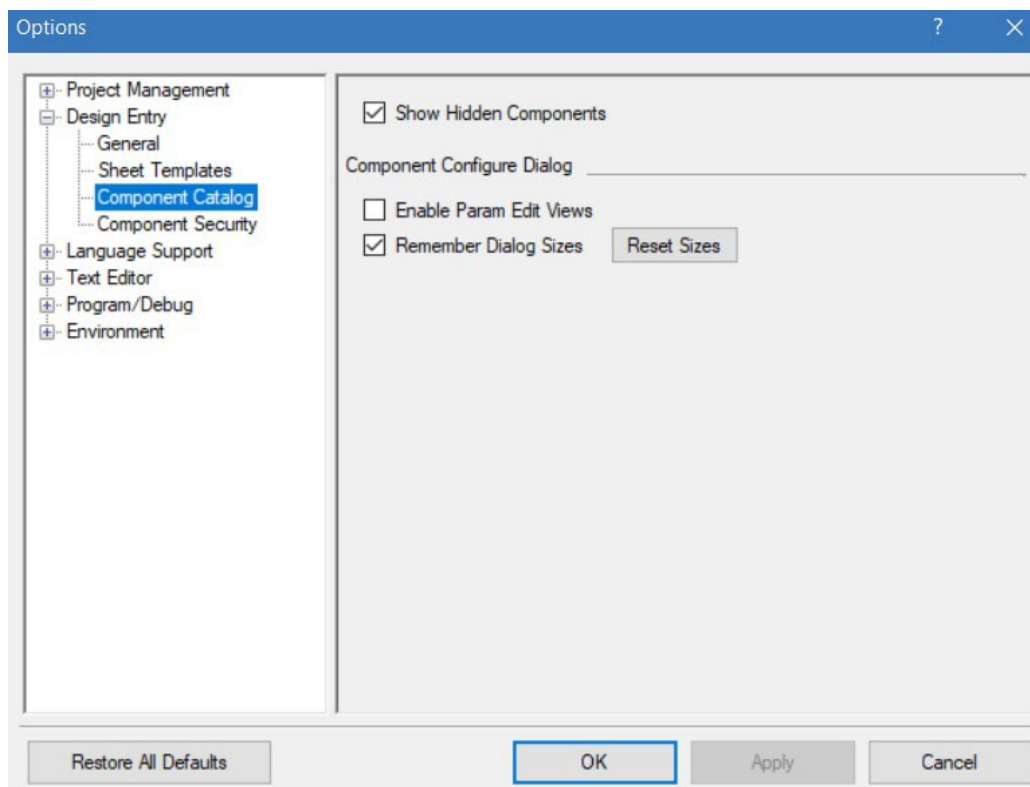 Options
Project Management
Design Entry
General
Sheet Templates
Component Catalog
Component Security
Language Support
Text Editor
Program/Debug
Environment
Show Hidden Components
Component Configure Dialog
Enable Param Edit Views
Remember Dialog Sizes Reset Sizes
Restore All Defaults OK Apply Cancel